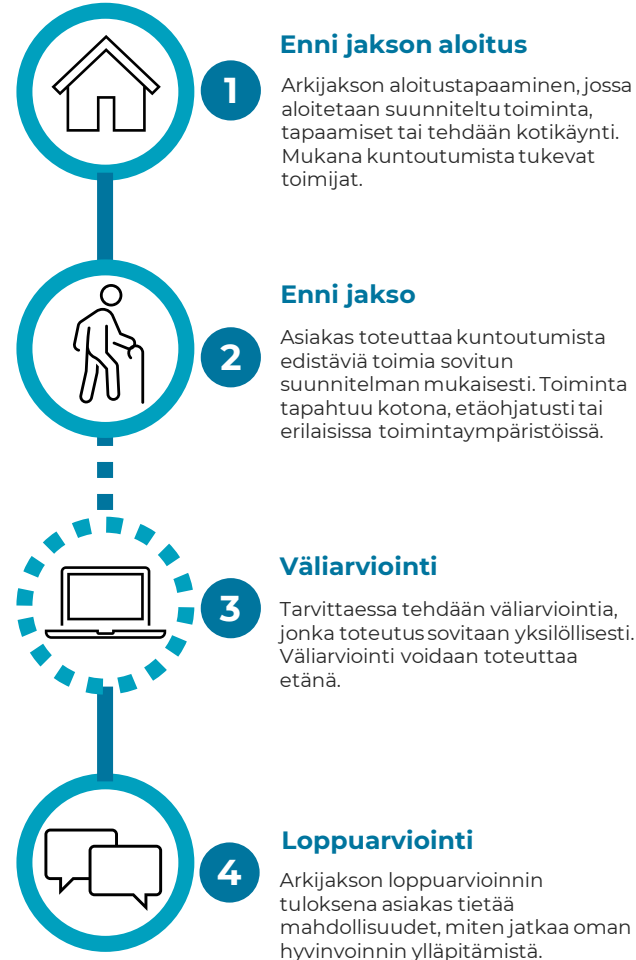 1
Enni jakson aloitus
Arkijakson aloitustapaaminen, jossa
aloitetaan suunniteltu toiminta,
tapaamiset tai tehdään kotikäynti.
Mukana kuntoutumista tukevat
toimijat.
2
Enni jakso
Asiakas toteuttaa kuntoutumista
edistäviä toimia sovitun
suunnitelman mukaisesti. Toiminta
tapahtuu kotona, etäohjatusti tai
erilaisissa toimintaympäristöissä.
3
Väliarviointi
Tarvittaessa tehdään väliarviointia,
jonka toteutus sovitaan yksilöllisesti.
Väliarviointi voidaan toteuttaa
etänä.
4
Loppuarviointi
Arkijakson loppuarvioinnin
tuloksena asiakas tietää
mahdollisuudet, miten jatkaa oman
hyvinvoinnin ylläpitämistä.